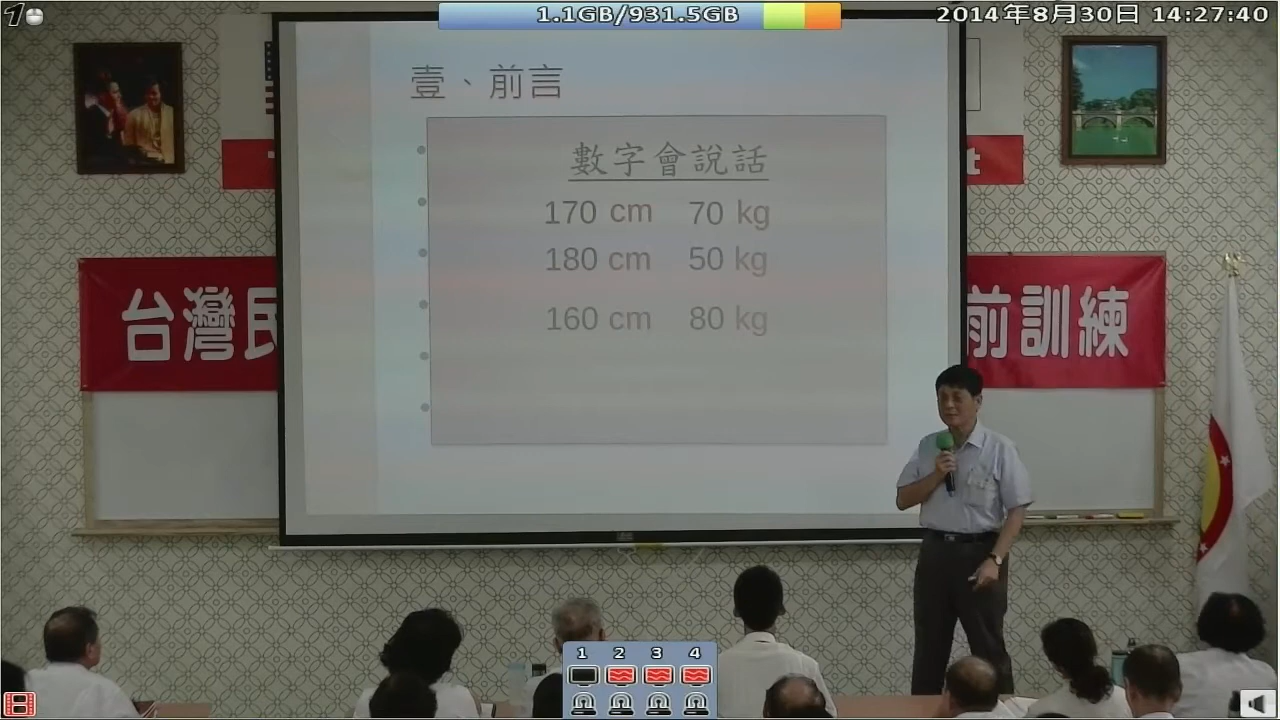 1
1.1GB/931.5GB
2014年8月30日 14:27:40
壹、前言
數字會說話
170 cm 70 kg
180 cm 50 kg
160 cm 80 kg
t
台灣民
前訓練
1 2 3 4